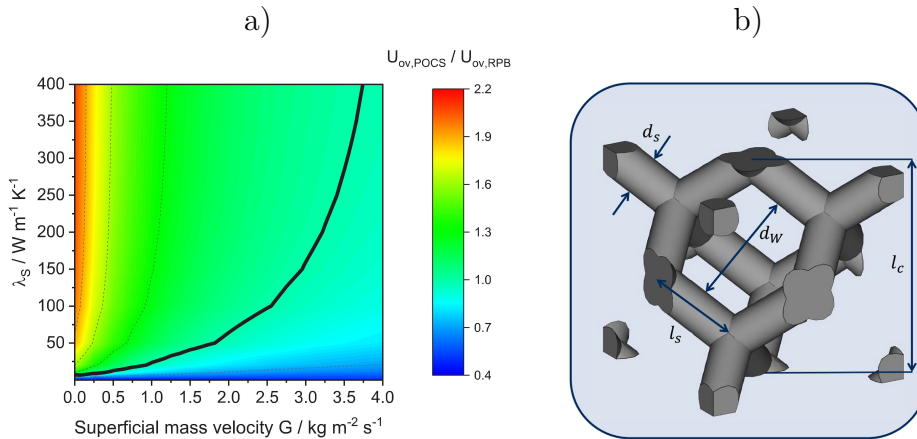 a)
b)
U_ov,POCS / U_ov,RPB
400
350
300
250
200
150
100
50
0
λ_S / W m⁻¹ K⁻¹
0.0 0.5 1.0 1.5 2.0 2.5 3.0 3.5 4.0
Superficial mass velocity G / kg m⁻² s⁻¹
2.2
1.9
1.6
1.3
1.0
0.7
0.4
d_s
d_W
l_c
l_s